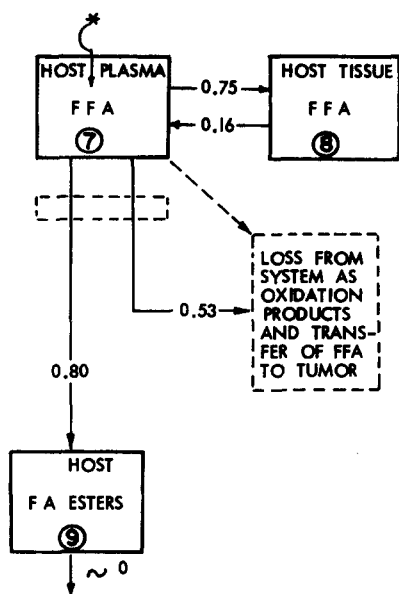 *
HOST PLASMA
FFA
7
0.75
0.16
HOST TISSUE
FFA
8
LOSS FROM
SYSTEM AS
OXIDATION
PRODUCTS
AND TRANS-
FER OF FFA
TO TUMOR
0.53
0.80
HOST
FA ESTERS
9
~ 0